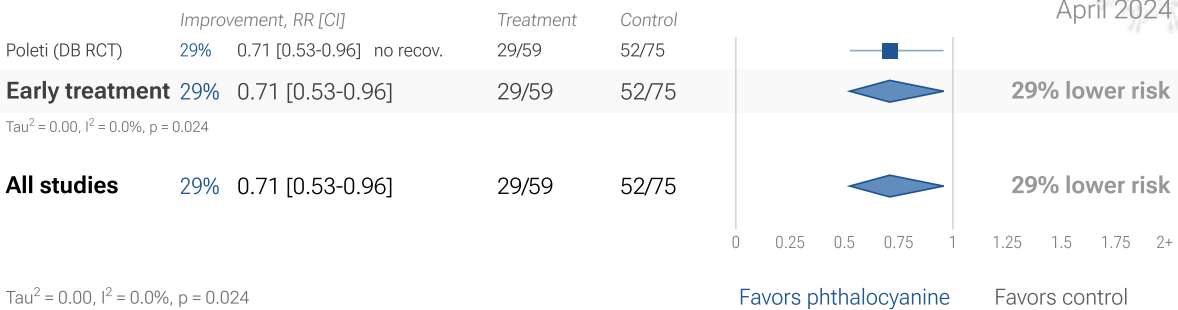 April 2024
Improvement, RR [CI] Treatment Control
Poleti (DB RCT) 29% 0.71 [0.53-0.96] no recov. 29/59 52/75
Early treatment 29% 0.71 [0.53-0.96] 29/59 52/75 29% lower risk
Tau² = 0.00, I² = 0.0%, p = 0.024
All studies 29% 0.71 [0.53-0.96] 29/59 52/75 29% lower risk
0 0.25 0.5 0.75 1 1.25 1.5 1.75 2+
Tau² = 0.00, I² = 0.0%, p = 0.024 Favors phthalocyanine Favors control